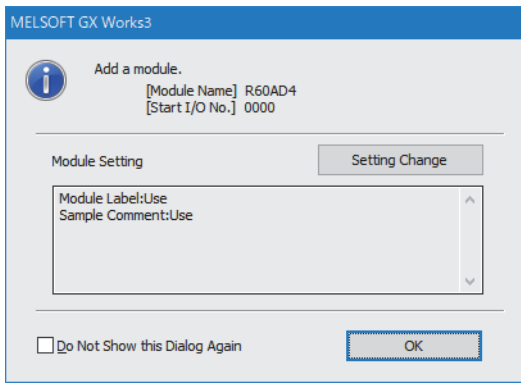 MELSOFT GX Works3
Add a module.
[Module Name] R60AD4
[Start I/O No.] 0000
Module Setting
Setting Change
Module Label:Use
Sample Comment:Use
Do Not Show this Dialog Again
OK